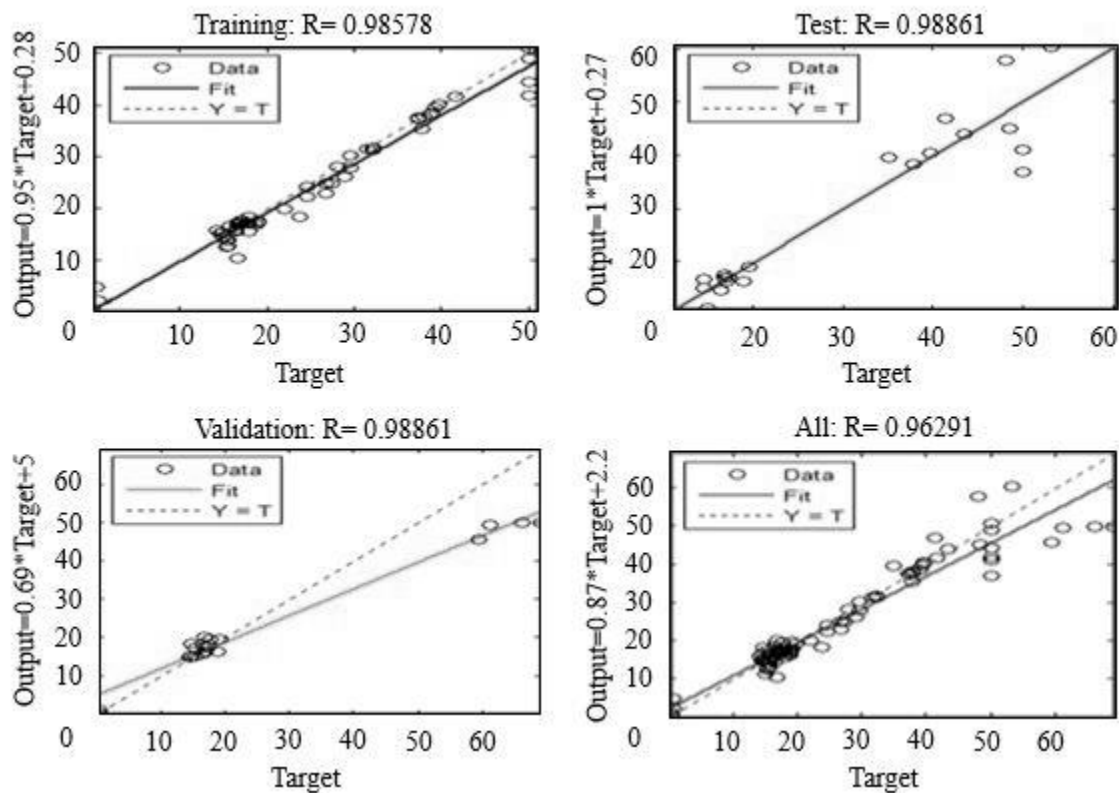 Training: R= 0.98578
Output=0.95*Target+0.28
50
40
30
20
10
0
Data
Fit
Y = T
10
20
30
40
50
Target
Test: R= 0.98861
Output=1*Target+0.27
60
50
40
30
20
0
Data
Fit
Y = T
20
30
40
50
60
Target
Validation: R= 0.98861
Output=0.69*Target+5
60
50
40
30
20
10
0
Data
Fit
Y = T
10
20
30
40
50
60
Target
All: R= 0.96291
Output=0.87*Target+2.2
60
50
40
30
20
10
0
Data
Fit
Y = T
10
20
30
40
50
60
Target